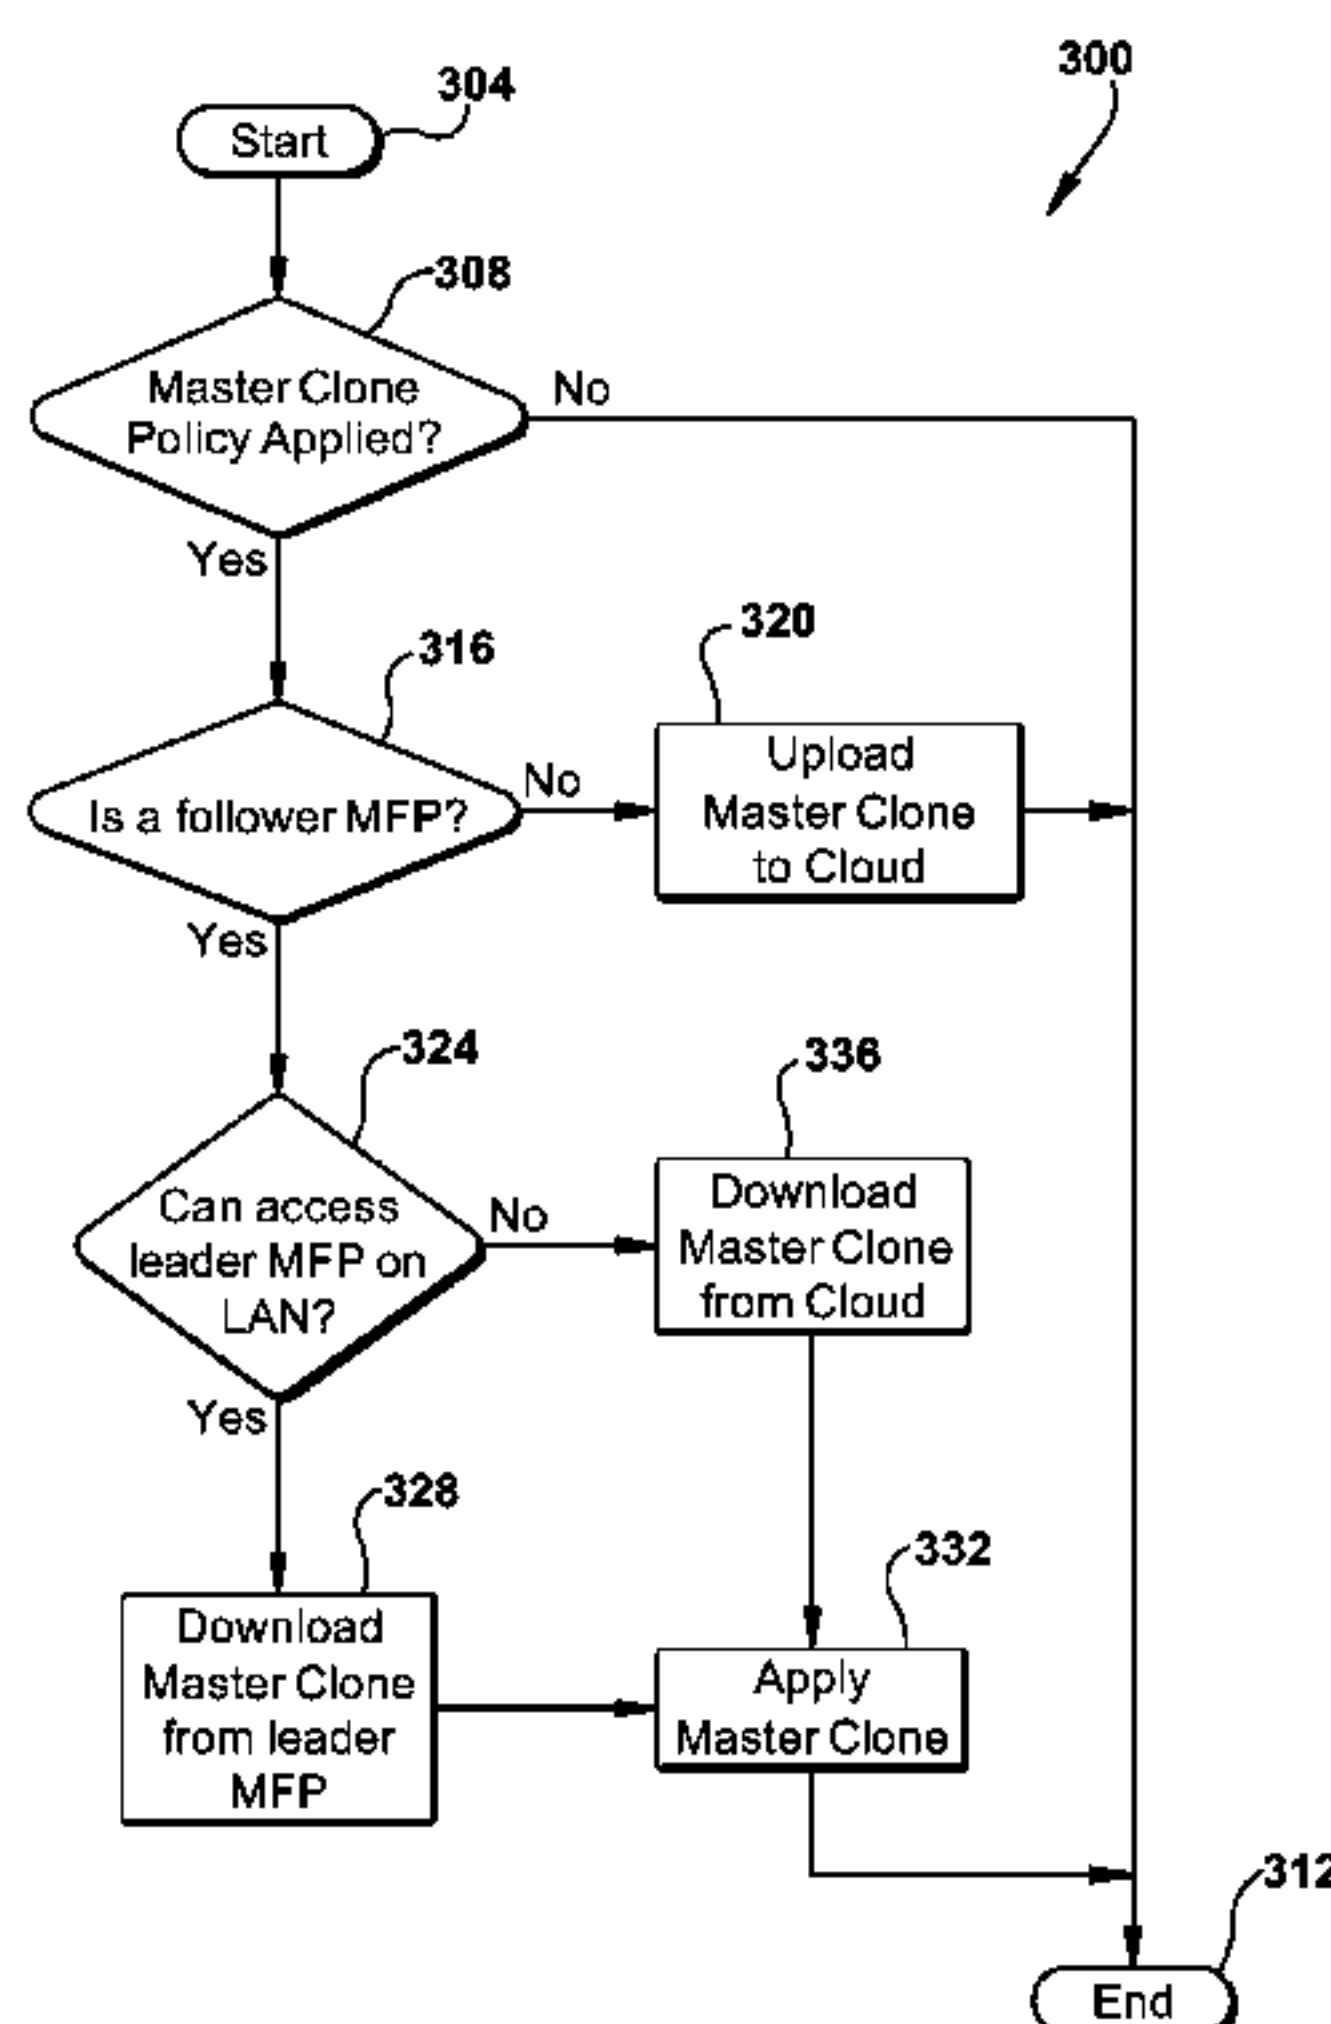 300
304
Start
308
Master Clone
Policy Applied?
No
Yes
316
320
Is a follower MFP?
No
Upload
Master Clone
to Cloud
Yes
324
336
Can access
leader MFP on
LAN?
No
Download
Master Clone
from Cloud
Yes
328
332
Download
Master Clone
from leader
MFP
Apply
Master Clone
312
End